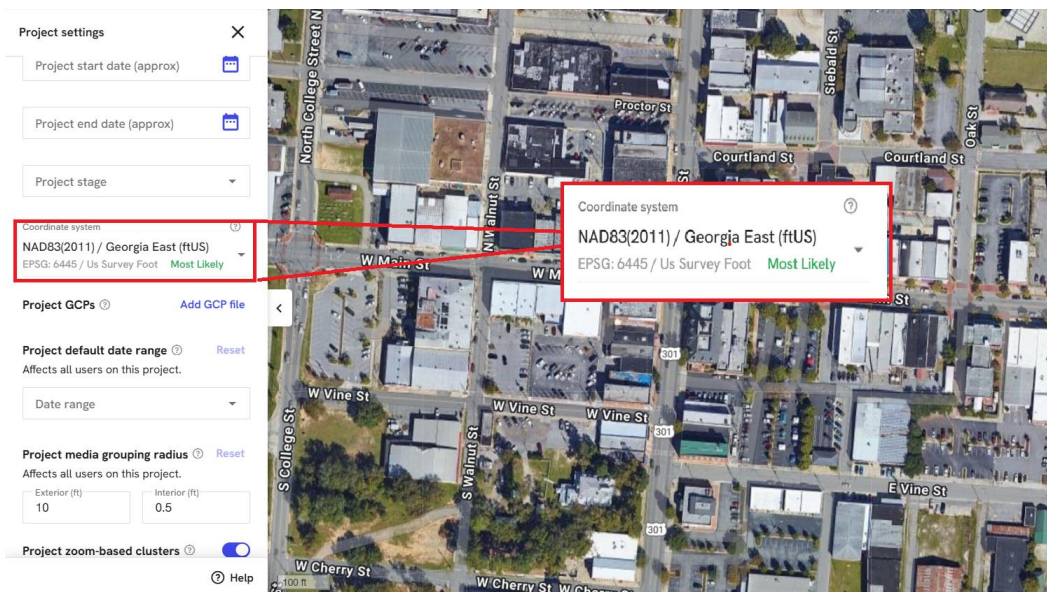 Project settings
Project start date (approx)
Project end date (approx)
Project stage
Coordinate system
NAD83(2011) / Georgia East (ftUS)
EPSG: 6445 / Us Survey Foot Most Likely
Project GCPs Add GCP file
Project default date range Reset
Affects all users on this project.
Date range
Project media grouping radius Reset
Affects all users on this project.
Exterior (ft)
10
Interior (ft)
0.5
Project zoom-based clusters
Help
North College Street N
Proctor St
Siebald St
Oak St
Courtland St
Courtland St
N Walnut St
St
W Main St
W M
St
Coordinate system
NAD83(2011) / Georgia East (ftUS)
EPSG: 6445 / Us Survey Foot Most Likely
301
W Vine St
W Vine St
W Vine St
301
S College St
S Walnut St
E Vine St
301
W Cherry St
100 ft
W Cherry St